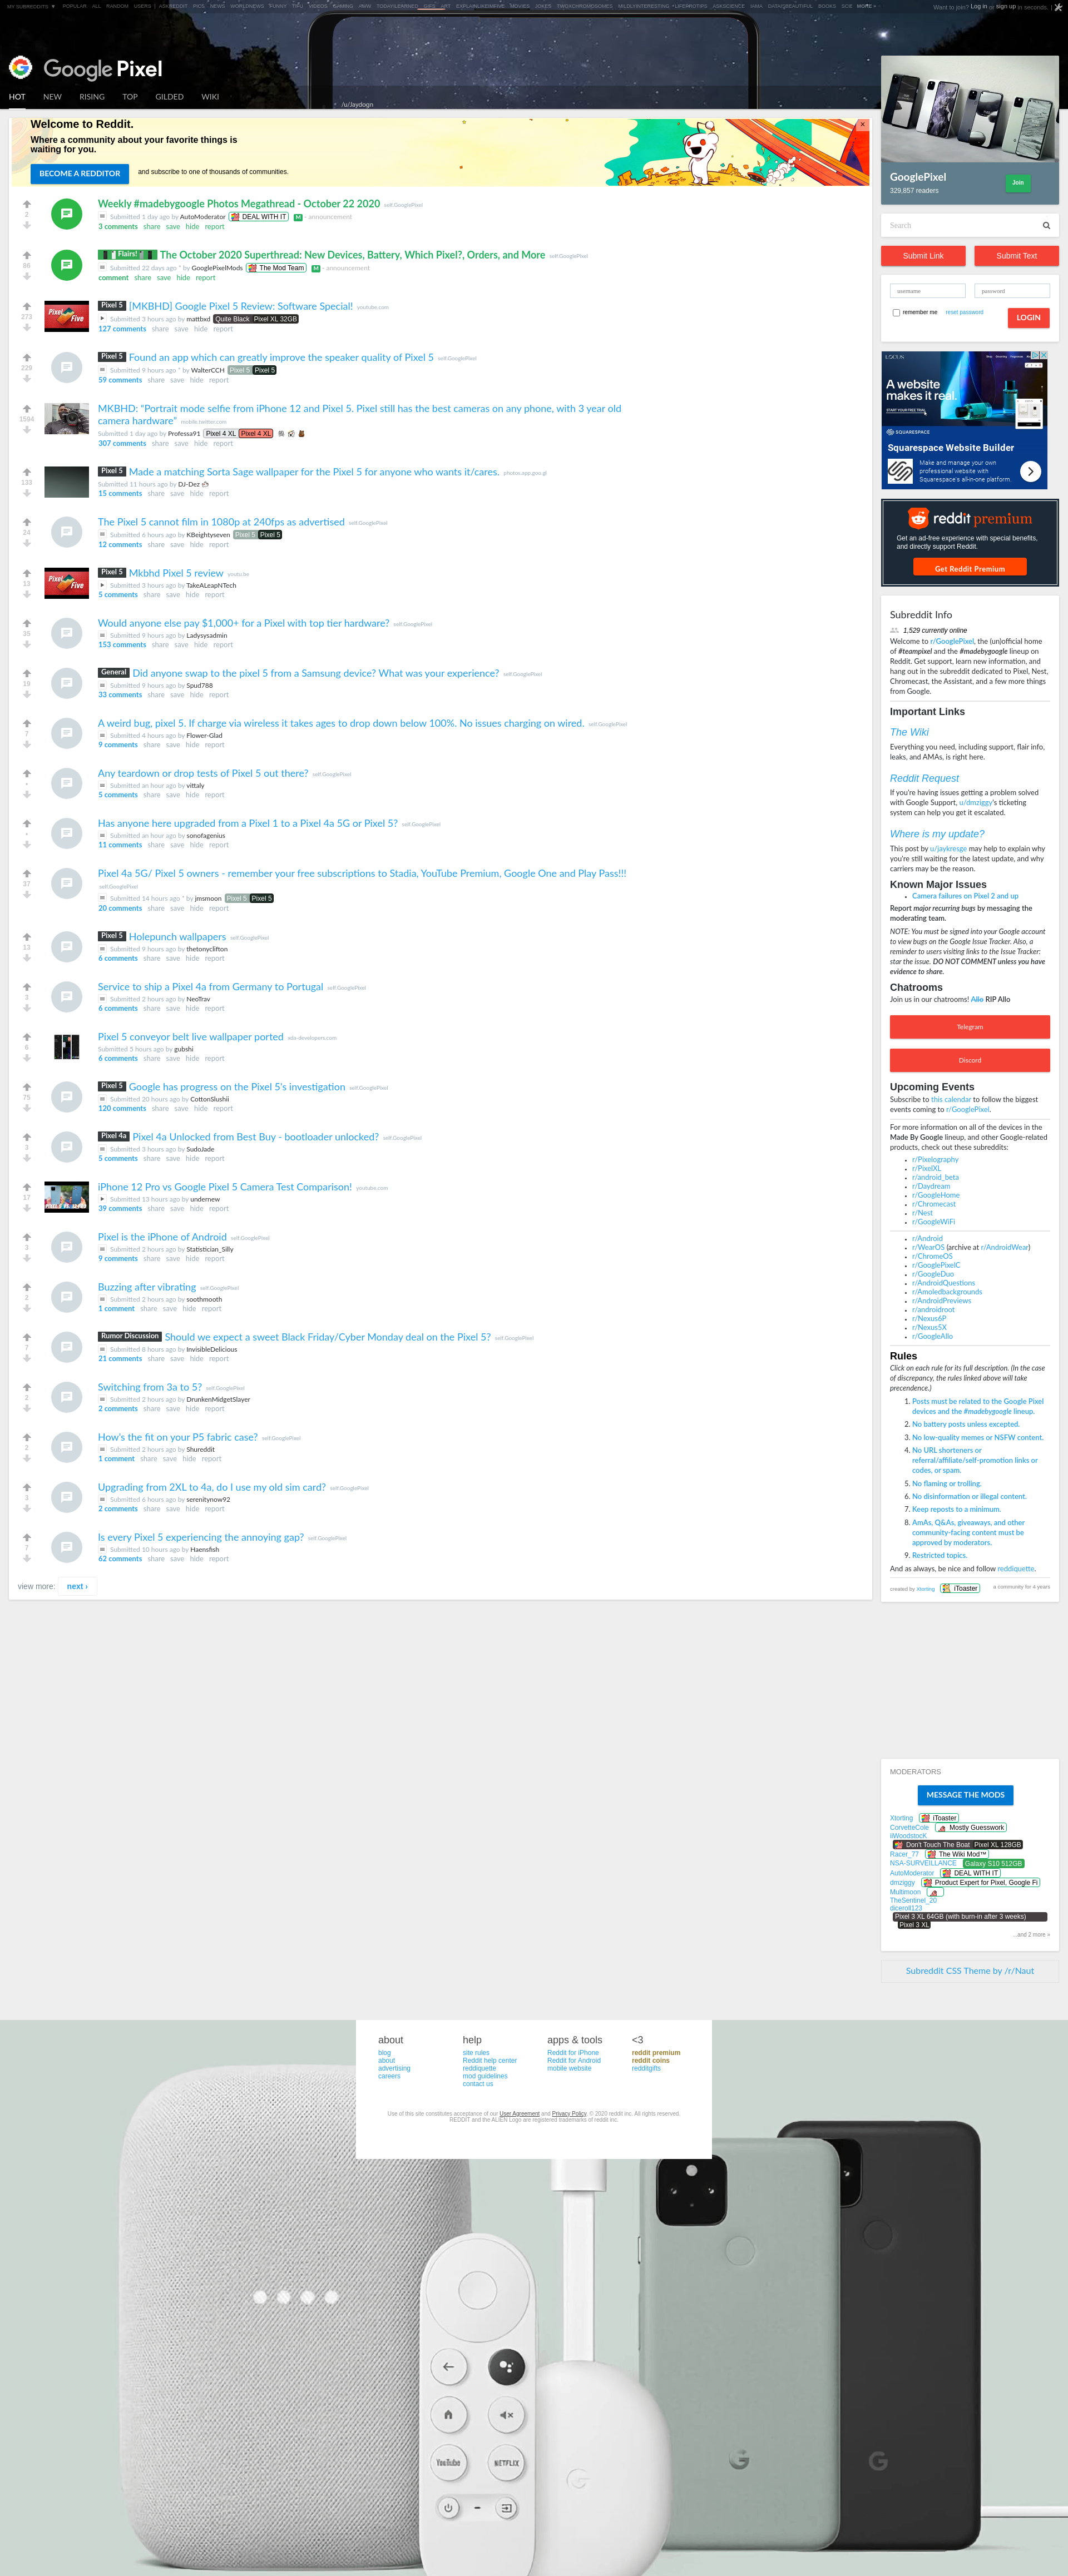 MY SUBREDDITS ▼ POPULAR ALL RANDOM USERS | ASKREDDIT PICS NEWS WORLDNEWS FUNNY TIFU VIDEOS GAMING AWW TODAYILEARNED GIFS ART EXPLAINLIKEIMFIVE MOVIES JOKES TWOXCHROMOSOMES MILDLYINTERESTING LIFEPROTIPS ASKSCIENCE IAMA DATAISBEAUTIFUL BOOKS SCIE MORE »
Want to join? Log in or sign up in seconds. |
Google Pixel
HOT NEW RISING TOP GILDED WIKI
/u/Jaydogn
Welcome to Reddit.
Where a community about your favorite things is
waiting for you.
BECOME A REDDITOR and subscribe to one of thousands of communities.
×
2
Weekly #madebygoogle Photos Megathread - October 22 2020 self.GooglePixel
Submitted 1 day ago by AutoModerator DEAL WITH IT M - announcement
3 comments share save hide report
86
Flairs! The October 2020 Superthread: New Devices, Battery, Which Pixel?, Orders, and More self.GooglePixel
Submitted 22 days ago * by GooglePixelMods The Mod Team M - announcement
comment share save hide report
273
Pixel Five
Pixel 5 [MKBHD] Google Pixel 5 Review: Software Special! youtube.com
Submitted 3 hours ago by mattbxd Quite Black Pixel XL 32GB
127 comments share save hide report
229
Pixel 5 Found an app which can greatly improve the speaker quality of Pixel 5 self.GooglePixel
Submitted 9 hours ago * by WalterCCH Pixel 5 Pixel 5
59 comments share save hide report
1594
MKBHD: "Portrait mode selfie from iPhone 12 and Pixel 5. Pixel still has the best cameras on any phone, with 3 year old
camera hardware" mobile.twitter.com
Submitted 1 day ago by Professa91 Pixel 4 XL Pixel 4 XL
307 comments share save hide report
133
Pixel 5 Made a matching Sorta Sage wallpaper for the Pixel 5 for anyone who wants it/cares. photos.app.goo.gl
Submitted 11 hours ago by DJ-Dez
15 comments share save hide report
24
The Pixel 5 cannot film in 1080p at 240fps as advertised self.GooglePixel
Submitted 6 hours ago by KBeightyseven Pixel 5 Pixel 5
12 comments share save hide report
13
Pixel Five
Pixel 5 Mkbhd Pixel 5 review youtu.be
Submitted 3 hours ago by TakeALeapNTech
5 comments share save hide report
35
Would anyone else pay $1,000+ for a Pixel with top tier hardware? self.GooglePixel
Submitted 9 hours ago by Ladysysadmin
153 comments share save hide report
19
General Did anyone swap to the pixel 5 from a Samsung device? What was your experience? self.GooglePixel
Submitted 9 hours ago by Spud788
33 comments share save hide report
7
A weird bug, pixel 5. If charge via wireless it takes ages to drop down below 100%. No issues charging on wired. self.GooglePixel
Submitted 4 hours ago by Flower-Glad
9 comments share save hide report
•
Any teardown or drop tests of Pixel 5 out there? self.GooglePixel
Submitted an hour ago by vittaly
5 comments share save hide report
•
Has anyone here upgraded from a Pixel 1 to a Pixel 4a 5G or Pixel 5? self.GooglePixel
Submitted an hour ago by sonofagenius
11 comments share save hide report
37
Pixel 4a 5G/ Pixel 5 owners - remember your free subscriptions to Stadia, YouTube Premium, Google One and Play Pass!!!
self.GooglePixel
Submitted 14 hours ago * by jmsmoon Pixel 5 Pixel 5
20 comments share save hide report
13
Pixel 5 Holepunch wallpapers self.GooglePixel
Submitted 9 hours ago by thetonyclifton
6 comments share save hide report
3
Service to ship a Pixel 4a from Germany to Portugal self.GooglePixel
Submitted 2 hours ago by NeoTrav
6 comments share save hide report
6
Pixel 5 conveyor belt live wallpaper ported xda-developers.com
Submitted 5 hours ago by gubshi
6 comments share save hide report
75
Pixel 5 Google has progress on the Pixel 5's investigation self.GooglePixel
Submitted 20 hours ago by CottonSlushii
120 comments share save hide report
3
Pixel 4a Pixel 4a Unlocked from Best Buy - bootloader unlocked? self.GooglePixel
Submitted 3 hours ago by SudoJade
5 comments share save hide report
17
iPhone 12 Pro vs Google Pixel 5 Camera Test Comparison! youtube.com
Submitted 13 hours ago by undernew
39 comments share save hide report
3
Pixel is the iPhone of Android self.GooglePixel
Submitted 2 hours ago by Statistician_Silly
9 comments share save hide report
2
Buzzing after vibrating self.GooglePixel
Submitted 2 hours ago by soothmooth
1 comment share save hide report
7
Rumor Discussion Should we expect a sweet Black Friday/Cyber Monday deal on the Pixel 5? self.GooglePixel
Submitted 8 hours ago by InvisibleDelicious
21 comments share save hide report
2
Switching from 3a to 5? self.GooglePixel
Submitted 2 hours ago by DrunkenMidgetSlayer
2 comments share save hide report
2
How's the fit on your P5 fabric case? self.GooglePixel
Submitted 2 hours ago by Shureddit
1 comment share save hide report
3
Upgrading from 2XL to 4a, do I use my old sim card? self.GooglePixel
Submitted 6 hours ago by serenitynow92
2 comments share save hide report
7
Is every Pixel 5 experiencing the annoying gap? self.GooglePixel
Submitted 10 hours ago by Haensfish
62 comments share save hide report
view more: next ›
GooglePixel
329,857 readers
Join
Search
Submit Link Submit Text
username password
remember me reset password LOGIN
A website
makes it real
SQUARESPACE
Squarespace Website Builder
Make and manage your own
professional website with
Squarespace's all-in-one platform.
reddit premium
Get an ad-free experience with special benefits,
and directly support Reddit.
Get Reddit Premium
Subreddit Info
1,529 currently online
Welcome to r/GooglePixel, the (un)official home
of #teampixel and the #madebygoogle lineup on
Reddit. Get support, learn new information, and
hang out in the subreddit dedicated to Pixel, Nest,
Chromecast, the Assistant, and a few more things
from Google.
Important Links
The Wiki
Everything you need, including support, flair info,
leaks, and AMAs, is right here.
Reddit Request
If you're having issues getting a problem solved
with Google Support, u/dmziggy's ticketing
system can help you get it escalated.
Where is my update?
This post by u/jaykresge may help to explain why
you're still waiting for the latest update, and why
carriers may be the reason.
Known Major Issues
Camera failures on Pixel 2 and up
Report major recurring bugs by messaging the
moderating team.
NOTE: You must be signed into your Google account
to view bugs on the Google Issue Tracker. Also, a
reminder to users visiting links to the Issue Tracker:
star the issue. DO NOT COMMENT unless you have
evidence to share.
Chatrooms
Join us in our chatrooms! Allo RIP Allo
Telegram
Discord
Upcoming Events
Subscribe to this calendar to follow the biggest
events coming to r/GooglePixel.
For more information on all of the devices in the
Made By Google lineup, and other Google-related
products, check out these subreddits:
r/Pixelography
r/PixelXL
r/android_beta
r/Daydream
r/GoogleHome
r/Chromecast
r/Nest
r/GoogleWiFi
r/Android
r/WearOS (archive at r/AndroidWear)
r/ChromeOS
r/GooglePixelC
r/GoogleDuo
r/AndroidQuestions
r/Amoledbackgrounds
r/AndroidPreviews
r/androidroot
r/Nexus6P
r/Nexus5X
r/GoogleAllo
Rules
Click on each rule for its full description. (In the case
of discrepancy, the rules linked above will take
precendence.)
1. Posts must be related to the Google Pixel
devices and the #madebygoogle lineup.
2. No battery posts unless excepted.
3. No low-quality memes or NSFW content.
4. No URL shorteners or
referral/affiliate/self-promotion links or
codes, or spam.
5. No flaming or trolling.
6. No disinformation or illegal content.
7. Keep reposts to a minimum.
8. AmAs, Q&As, giveaways, and other
community-facing content must be
approved by moderators.
9. Restricted topics.
And as always, be nice and follow reddiquette.
created by Xtorting iToaster a community for 4 years
MODERATORS
MESSAGE THE MODS
Xtorting iToaster
CorvetteCole Mostly Guesswork
iiWoodstocK
Don't Touch The Boat Pixel XL 128GB
Racer_77 The Wiki Mod™
NSA-SURVEILLANCE Galaxy S10 512GB
AutoModerator DEAL WITH IT
dmziggy Product Expert for Pixel, Google Fi
Multimoon
TheSentinel_20
diceroll123
Pixel 3 XL 64GB (with burn-in after 3 weeks)
Pixel 3 XL
...and 2 more »
Subreddit CSS Theme by /r/Naut
about
blog
about
advertising
careers
help
site rules
Reddit help center
reddiquette
mod guidelines
contact us
apps & tools
Reddit for iPhone
Reddit for Android
mobile website
<3
reddit premium
reddit coins
redditgifts
Use of this site constitutes acceptance of our User Agreement and Privacy Policy. © 2020 reddit inc. All rights reserved.
REDDIT and the ALIEN Logo are registered trademarks of reddit inc.
YouTube NETFLIX
G